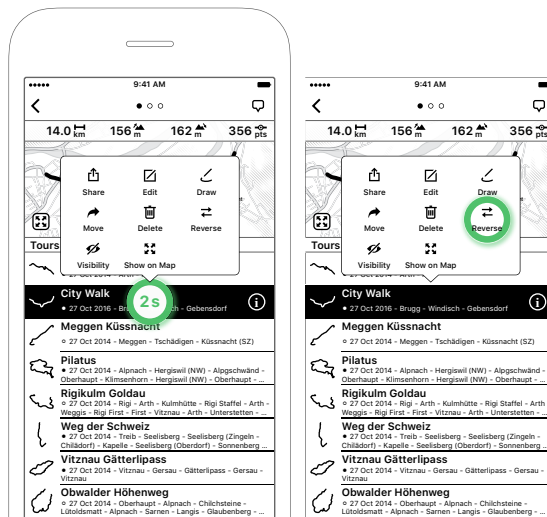 9:41 AM
14.0 km 156 m 162 m 356 pts
Share Edit Draw
Move Delete Reverse
Visibility Show on Map
Tours
City Walk
27 Oct 2016 - Brugg - Windisch - Gebensdorf
2s
Meggen Küssnacht
27 Oct 2014 - Meggen - Tschädigen - Küssnacht (SZ)
Pilatus
27 Oct 2014 - Alpnach - Hergiswil (NW) - Alpgschwänd -
Oberhaupt - Klimsenhorn - Hergiswil (NW) - Oberhaupt - ...
Rigikulm Goldau
27 Oct 2014 - Rigi - Arth - Kulmhütte - Rigi Staffel - Arth -
Weggis - Rigi First - First - Vitznau - Arth - Unterstetten - ...
Weg der Schweiz
27 Oct 2014 - Treib - Seelisberg - Seelisberg (Zingeln -
Chilädorf) - Kapelle - Seelisberg (Oberdorf) - Sonnenberg ...
Vitznau Gätterlipass
27 Oct 2014 - Vitznau - Gersau - Gätterlipass - Gersau -
Vitznau
Obwalder Höhenweg
27 Oct 2014 - Oberhaupt - Alpnach - Chilchsteine -
Lütoldsmatt - Alpnach - Sarnen - Langis - Glaubenberg - ...
9:41 AM
14.0 km 156 m 162 m 356 pts
Share Edit Draw
Move Delete Reverse
Visibility Show on Map
Tours
City Walk
27 Oct 2016 - Brugg - Windisch - Gebensdorf
Meggen Küssnacht
27 Oct 2014 - Meggen - Tschädigen - Küssnacht (SZ)
Pilatus
27 Oct 2014 - Alpnach - Hergiswil (NW) - Alpgschwänd -
Oberhaupt - Klimsenhorn - Hergiswil (NW) - Oberhaupt - ...
Rigikulm Goldau
27 Oct 2014 - Rigi - Arth - Kulmhütte - Rigi Staffel - Arth
Weggis - Rigi First - First - Vitznau - Arth - Unterstetten - ...
Weg der Schweiz
27 Oct 2014 - Treib - Seelisberg - Seelisberg (Zingeln -
Chilädorf) - Kapelle - Seelisberg (Oberdorf) - Sonnenberg ...
Vitznau Gätterlipass
27 Oct 2014 - Vitznau - Gersau - Gätterlipass - Gersau -
Vitznau
Obwalder Höhenweg
27 Oct 2014 - Oberhaupt - Alpnach - Chilchsteine -
Lütoldsmatt - Alpnach - Sarnen - Langis - Glaubenberg - ...